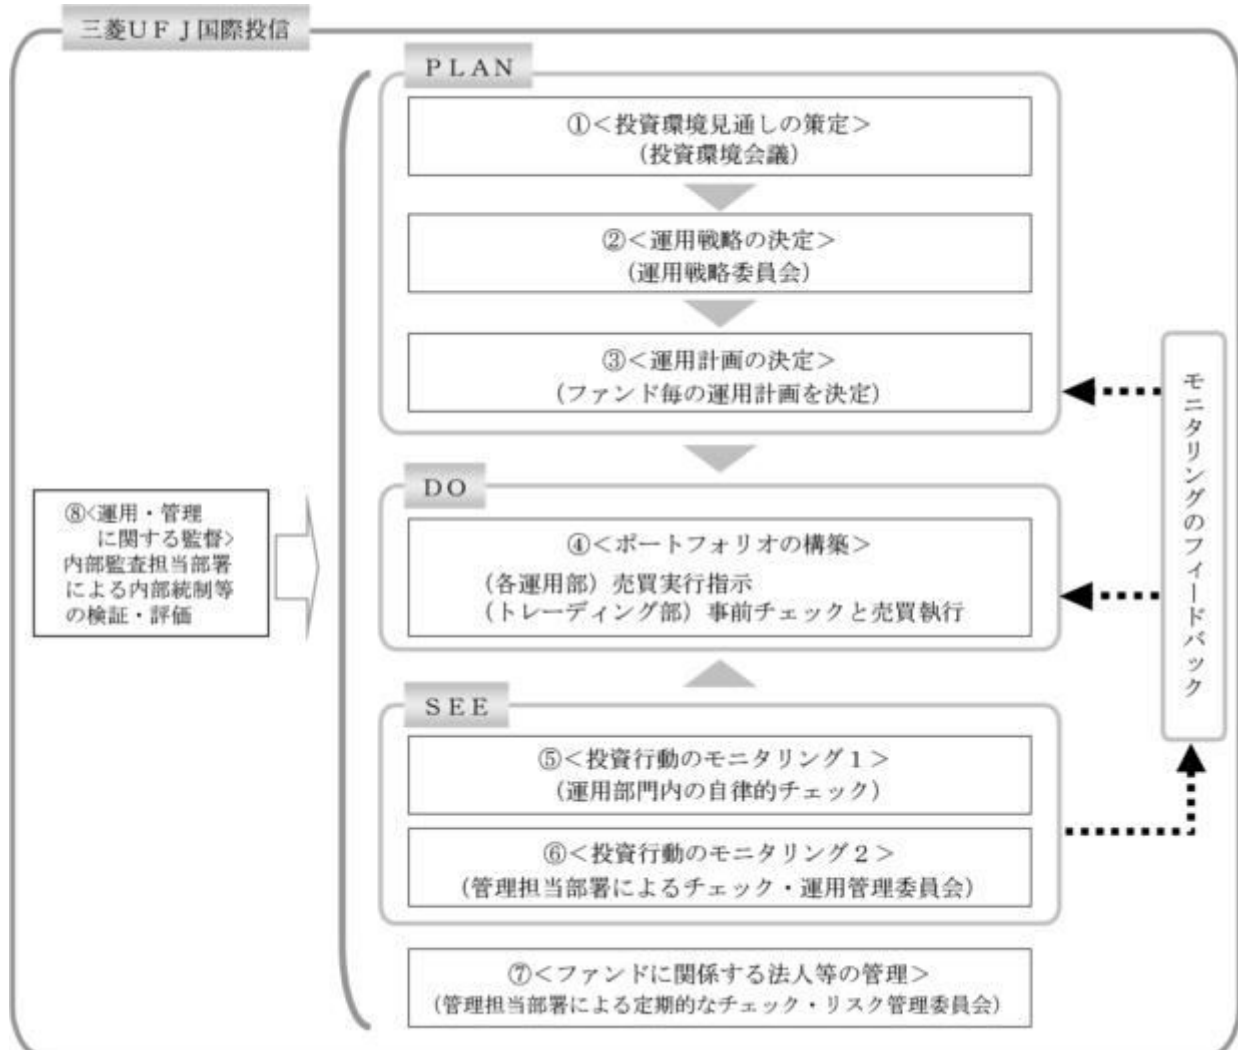 三菱ＵＦＪ国際投信
ＰＬＡＮ
①＜投資環境見通しの策定＞
（投資環境会議）
②＜運用戦略の決定＞
（運用戦略委員会）
③＜運用計画の決定＞
（ファンド毎の運用計画を決定）
ＤＯ
④＜ポートフォリオの構築＞
（各運用部）売買実行指示
（トレーディング部）事前チェックと売買執行
ＳＥＥ
⑤＜投資行動のモニタリング１＞
（運用部門内の自律的チェック）
⑥＜投資行動のモニタリング２＞
（管理担当部署によるチェック・運用管理委員会）
⑦＜ファンドに関係する法人等の管理＞
（管理担当部署による定期的なチェック・リスク管理委員会）
⑧<運用・管理
に関する監督>
内部監査担当部署
による内部統制等
の検証・評価
モニタリングのフィードバック